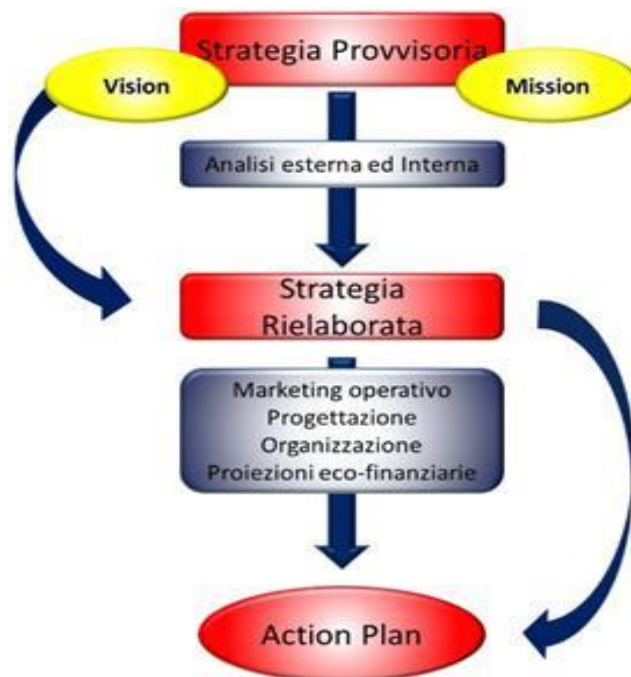 Strategia Provvisoria
Vision
Mission
Analisi esterna ed Interna
Strategia
Rielaborata
Marketing operativo
Progettazione
Organizzazione
Proiezioni eco-finanziarie
Action Plan